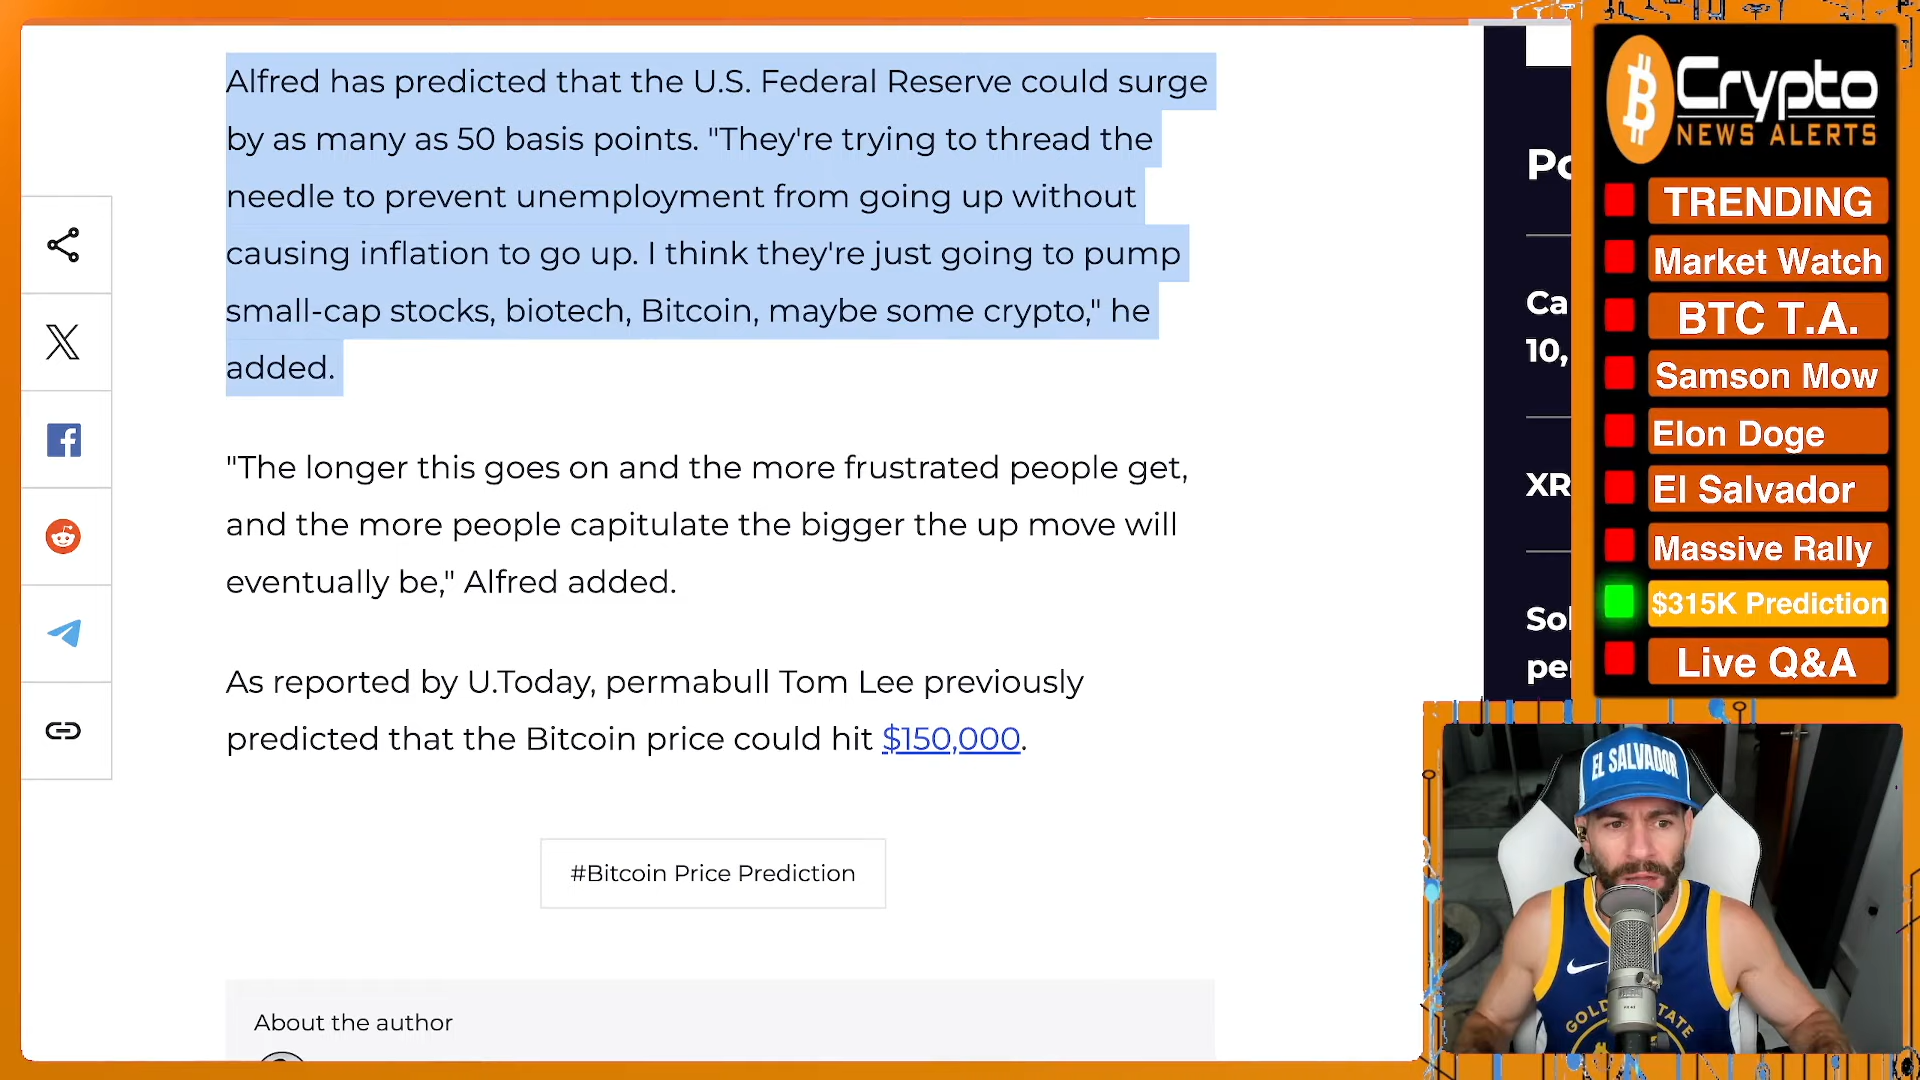 Alfred has predicted that the U.S. Federal Reserve could surge
by as many as 50 basis points. "They're trying to thread the
needle to prevent unemployment from going up without
causing inflation to go up. I think they're just going to pump
small-cap stocks, biotech, Bitcoin, maybe some crypto," he
added.
"The longer this goes on and the more frustrated people get,
and the more people capitulate the bigger the up move will
eventually be," Alfred added.
As reported by U.Today, permabull Tom Lee previously
predicted that the Bitcoin price could hit $150,000.
#Bitcoin Price Prediction
About the author
Po
Ca
10,
XR
Sol
per
Crypto
NEWS ALERTS
TRENDING
Market Watch
BTC T.A.
Samson Mow
Elon Doge
El Salvador
Massive Rally
$315K Prediction
Live Q&A
EL SALVADOR